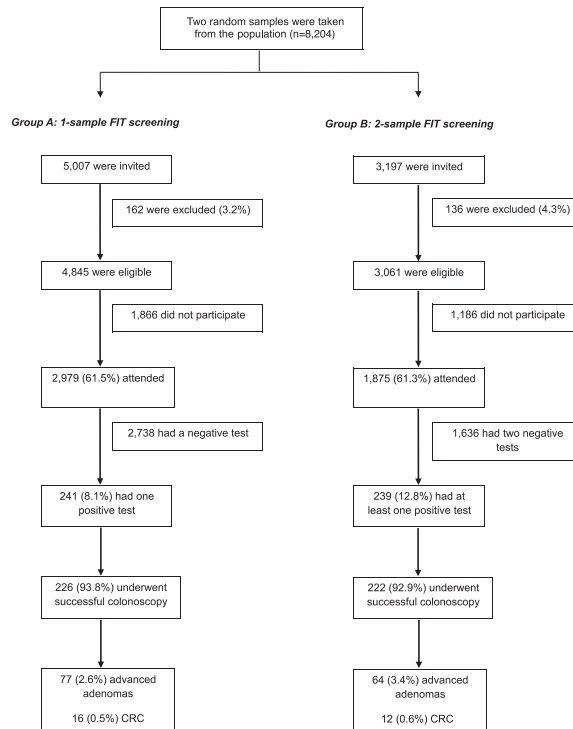 Two random samples were taken
from the population (n=8,204)
Group A: 1-sample FIT screening
5,007 were invited
162 were excluded (3.2%)
4,845 were eligible
1,866 did not participate
2,979 (61.5%) attended
2,738 had a negative test
241 (8.1%) had one
positive test
226 (93.8%) underwent
successful colonoscopy
77 (2.6%) advanced
adenomas
16 (0.5%) CRC
Group B: 2-sample FIT screening
3,197 were invited
136 were excluded (4.3%)
3,061 were eligible
1,186 did not participate
1,875 (61.3%) attended
1,636 had two negative
tests
239 (12.8%) had at
least one positive test
222 (92.9%) underwent
successful colonoscopy
64 (3.4%) advanced
adenomas
12 (0.6%) CRC